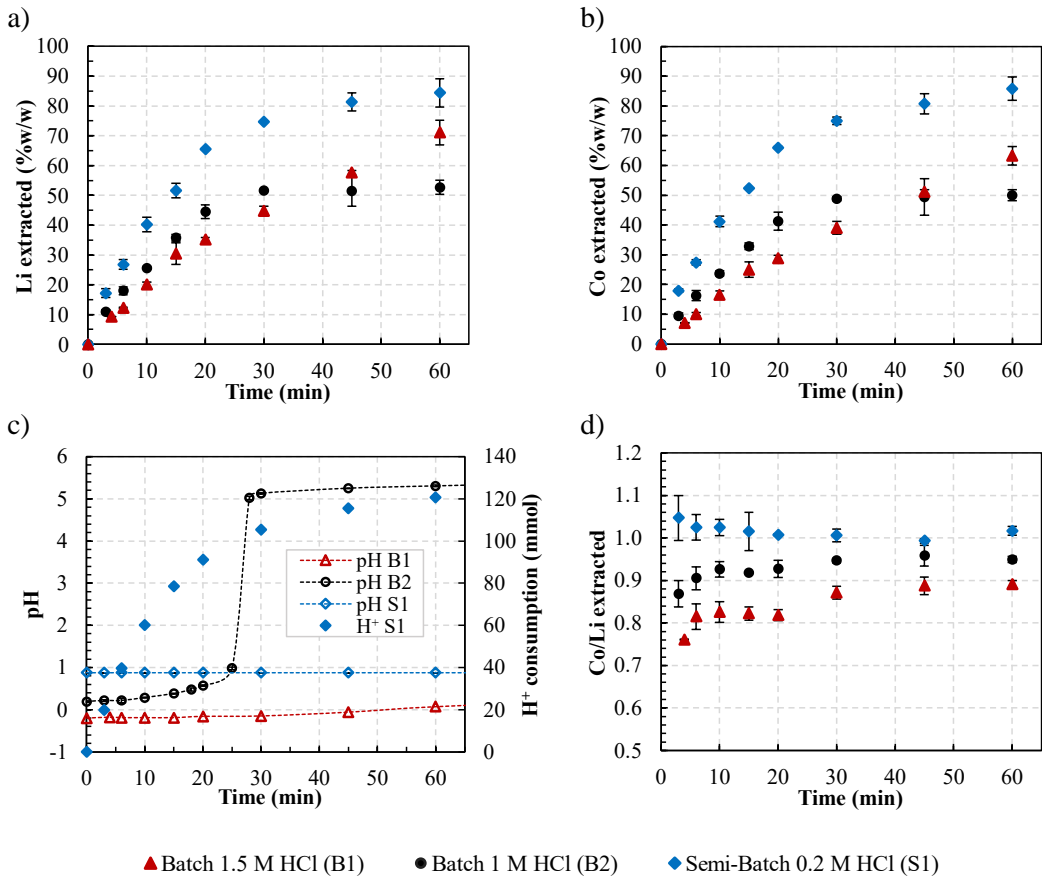 a)
100
90
80
70
60
50
40
30
20
10
0
Li extracted (%w/w)
0 10 20 30 40 50 60
Time (min)
b)
100
90
80
70
60
50
40
30
20
10
0
Co extracted (%w/w)
0 10 20 30 40 50 60
Time (min)
c)
6
5
4
3
2
1
0
-1
pH
140
120
100
80
60
40
20
0
H⁺ consumption (mmol)
pH B1
pH B2
pH S1
H⁺ S1
0 10 20 30 40 50 60
Time (min)
d)
1.2
1.1
1.0
0.9
0.8
0.7
0.6
0.5
Co/Li extracted
0 10 20 30 40 50 60
Time (min)
Batch 1.5 M HCl (B1) Batch 1 M HCl (B2) Semi-Batch 0.2 M HCl (S1)